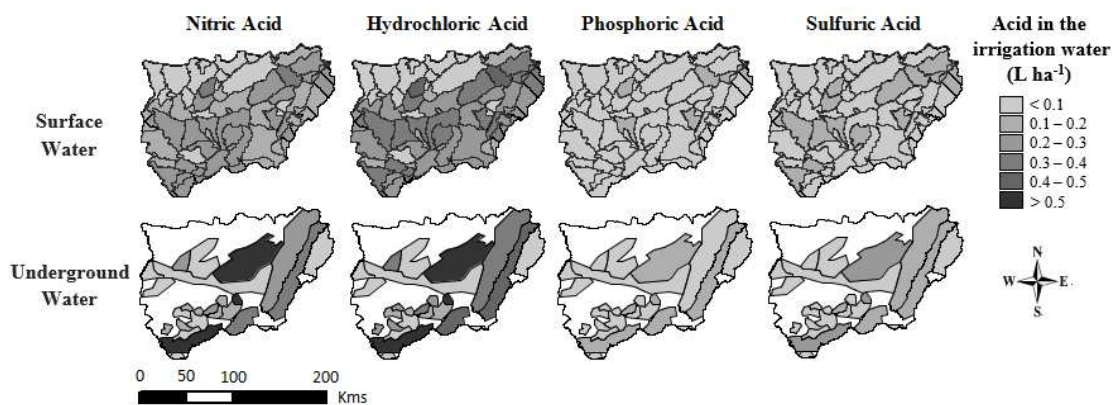 Nitric Acid
Hydrochloric Acid
Phosphoric Acid
Sulfuric Acid
Acid in the
irrigation water
(L ha⁻¹)
< 0.1
0.1 – 0.2
0.2 – 0.3
0.3 – 0.4
0.4 – 0.5
> 0.5
Surface
Water
Underground
Water
N
W E
S
0 50 100 200
Kms